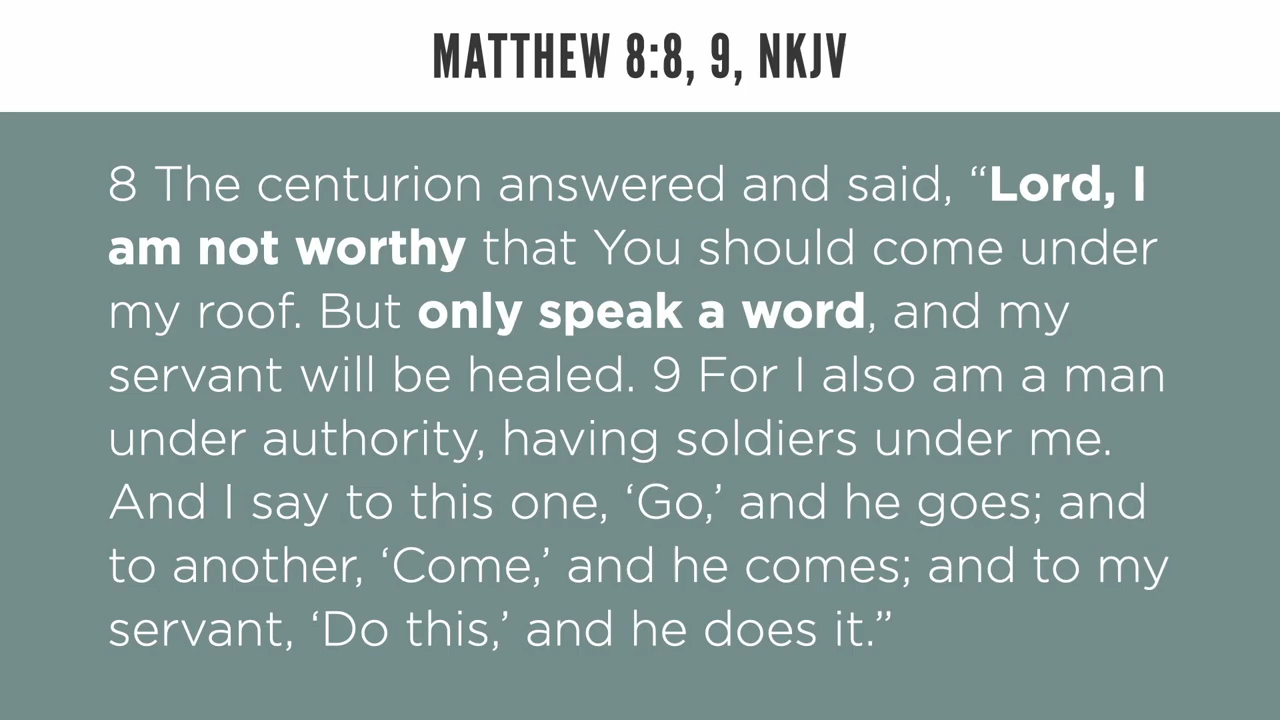 MATTHEW 8:8, 9, NKJV
8 The centurion answered and said, “Lord, I
am not worthy that You should come under
my roof. But only speak a word, and my
servant will be healed. 9 For I also am a man
under authority, having soldiers under me.
And I say to this one, ‘Go,’ and he goes; and
to another, ‘Come,’ and he comes; and to my
servant, ‘Do this,’ and he does it.”